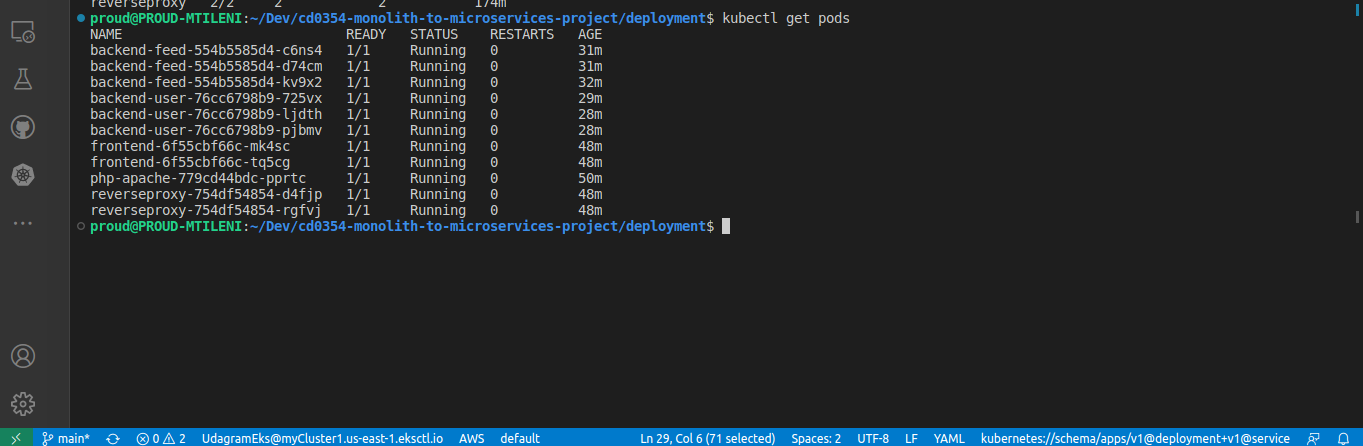 reverseproxy   2/2     2            2           174m
proud@PROUD-MTILENI:~/Dev/cd0354-monolith-to-microservices-project/deployment$ kubectl get pods
NAME                            READY   STATUS    RESTARTS   AGE
backend-feed-554b5585d4-c6ns4   1/1     Running   0          31m
backend-feed-554b5585d4-d74cm   1/1     Running   0          31m
backend-feed-554b5585d4-kv9x2   1/1     Running   0          32m
backend-user-76cc6798b9-725vx   1/1     Running   0          29m
backend-user-76cc6798b9-ljdth   1/1     Running   0          28m
backend-user-76cc6798b9-pjbmv   1/1     Running   0          28m
frontend-6f55cbf66c-mk4sc       1/1     Running   0          48m
frontend-6f55cbf66c-tq5cg       1/1     Running   0          48m
php-apache-779cd44bdc-pprtc     1/1     Running   0          50m
reverseproxy-754df54854-d4fjp   1/1     Running   0          48m
reverseproxy-754df54854-rgfvj   1/1     Running   0          48m
proud@PROUD-MTILENI:~/Dev/cd0354-monolith-to-microservices-project/deployment$
main* 0 2 UdagramEks@myCluster1.us-east-1.eksctl.io AWS default Ln 29, Col 6 (71 selected) Spaces: 2 UTF-8 LF YAML kubernetes://schema/apps/v1@deployment+v1@service